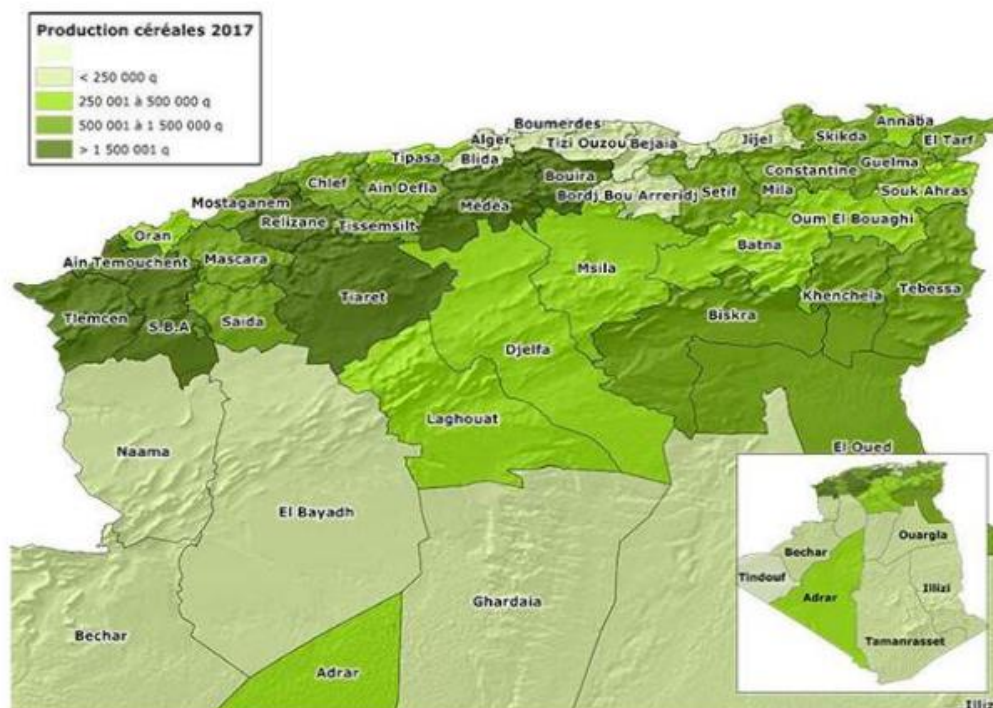 Production céréales 2017
< 250 000 q
250 001 à 500 000 q
500 001 à 1 500 000 q
> 1 500 001 q
Boumerdes
Alger
Tizi Ouzou
Bejaia
Jijel
Skikda
Annaba
El Tarf
Tipasa
Blida
Bouira
Constantine
Guelma
Chlef
Ain Defla
Médéa
Bordj Bou Arreridj
Setif
Mila
Souk Ahras
Mostaganem
Relizane
Tissemsilt
Oum El Bouaghi
Oran
Batna
Ain Temouchent
Mascara
Msila
Tiaret
Khenchela
Tébessa
Tlemcen
S.B.A
Saida
Biskra
Djelfa
Laghouat
Naama
El Oued
El Bayadh
Ghardaia
Bechar
Adrar
Ouargla
Bechar
Tindouf
Illizi
Adrar
Tamanrasset